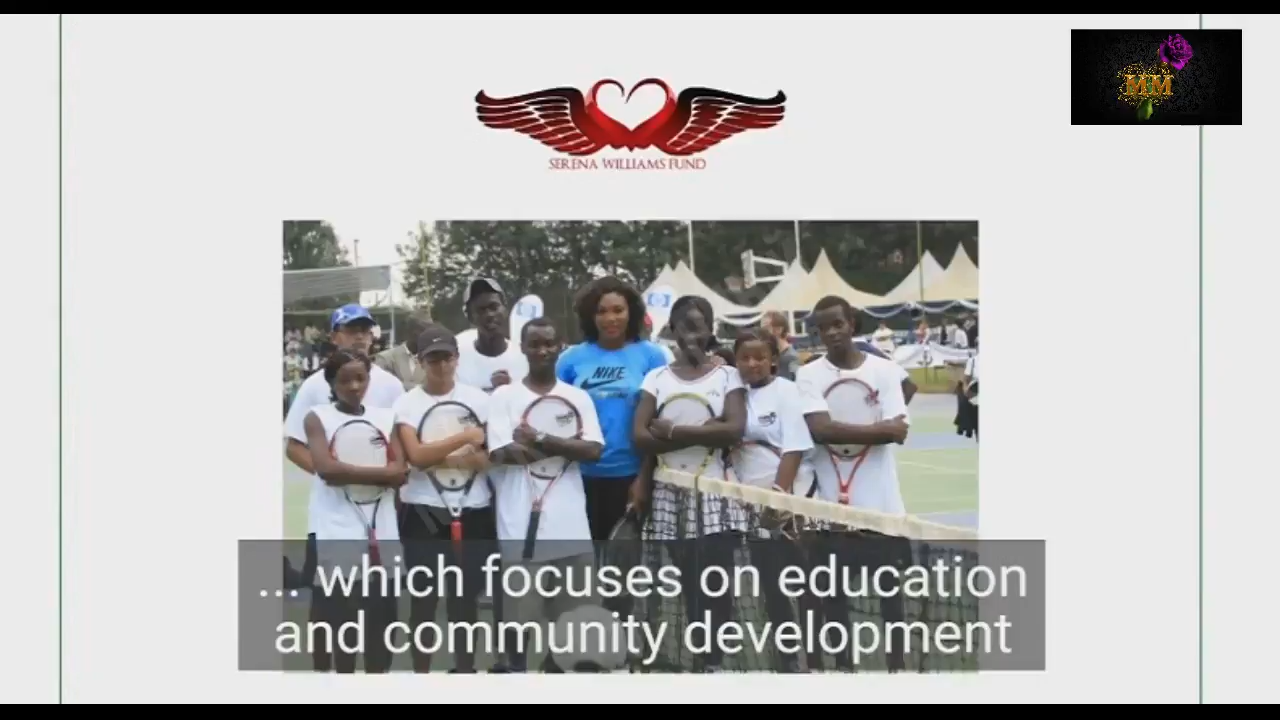 MM
SERENA WILLIAMS FUND
NIKE
... which focuses on education
and community development